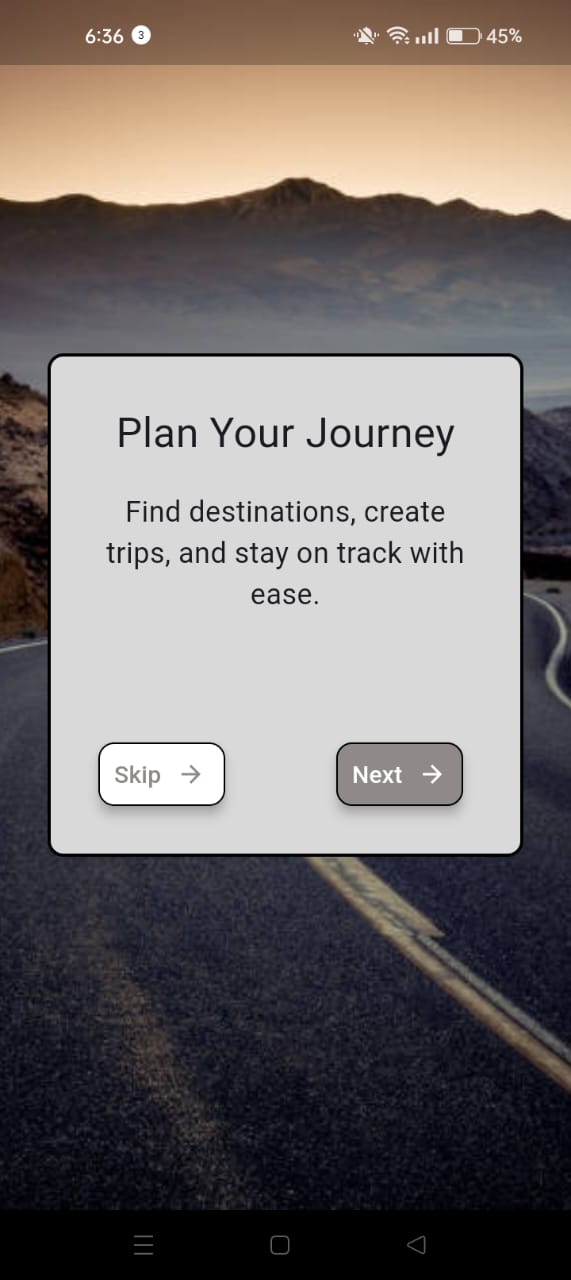 6:36 3 45%
Plan Your Journey
Find destinations, create
trips, and stay on track with
ease.
Skip Next